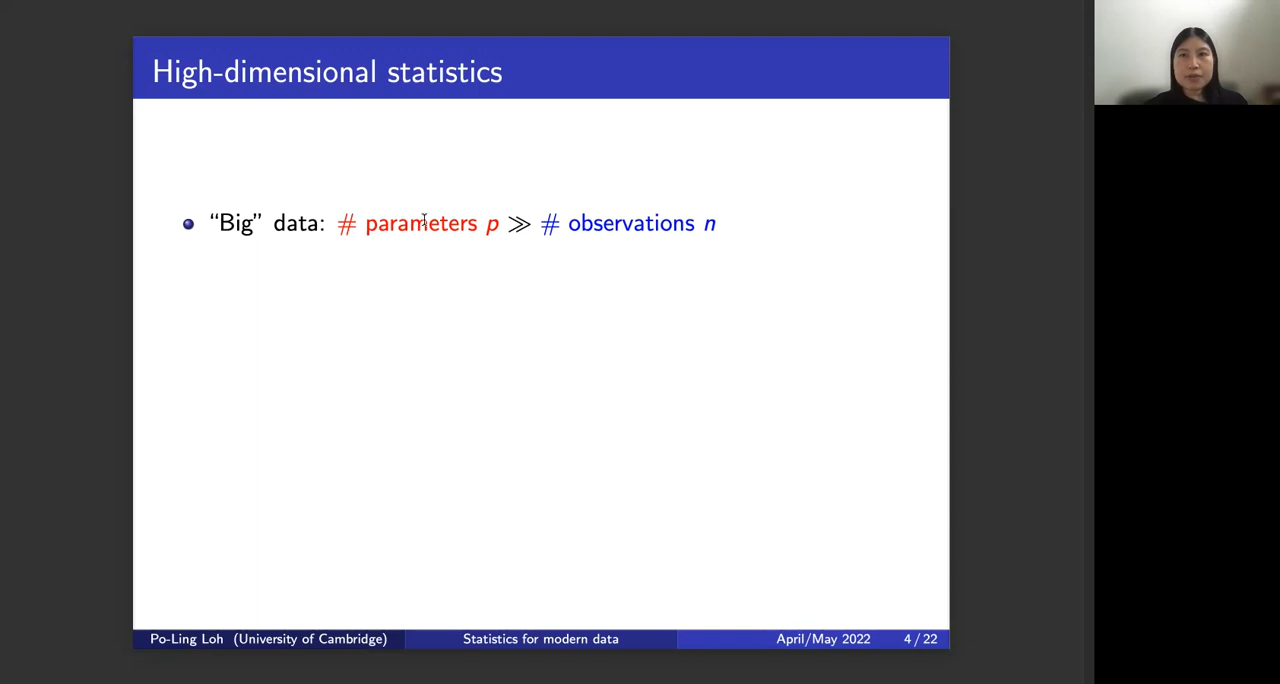 High-dimensional statistics
“Big” data: # parameters p ≫ # observations n
Po-Ling Loh (University of Cambridge) Statistics for modern data April/May 2022 4 / 22